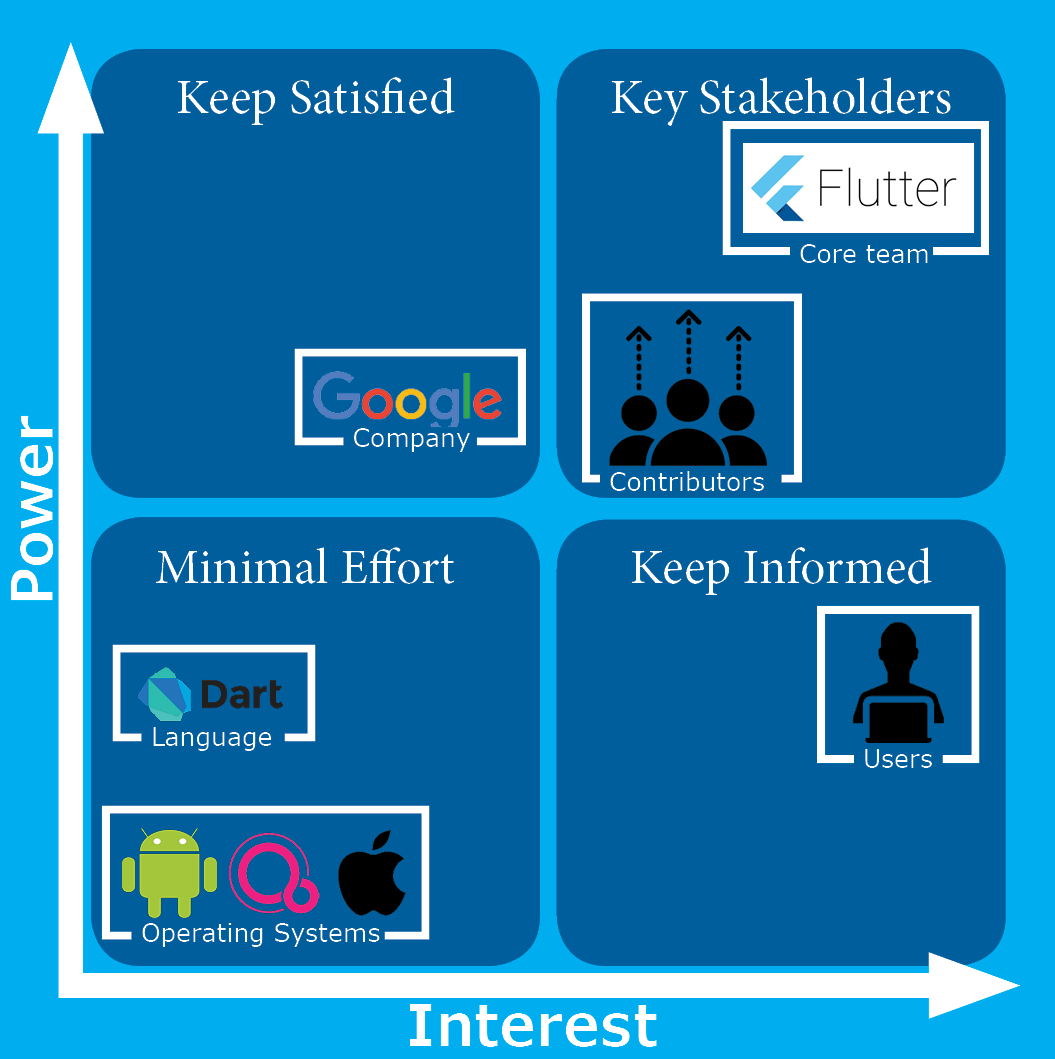 Keep Satisfied
Key Stakeholders
Flutter
Core team
Google
Company
Contributors
Power
Minimal Effort
Keep Informed
Dart
Language
Users
Operating Systems
Interest